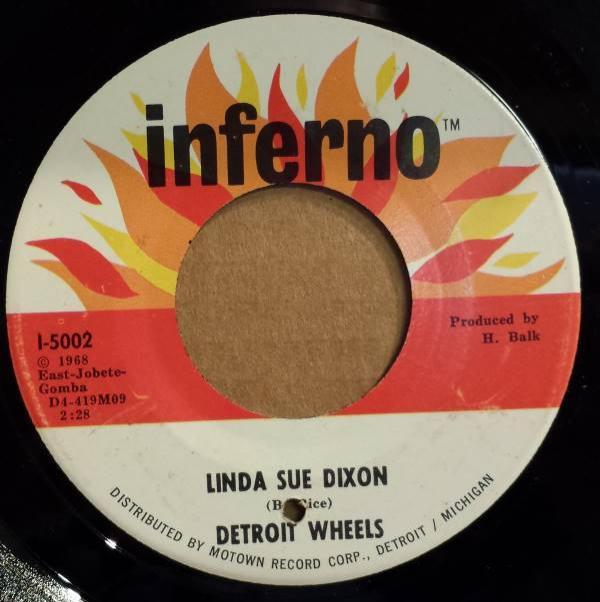 inferno™
I-5002
© 1968
East-Jobete-
Gomba
D4-419M09
2:28
Produced by
H. Balk
LINDA SUE DIXON
DETROIT WHEELS
DISTRIBUTED BY MOTOWN RECORD CORP., DETROIT / MICHIGAN